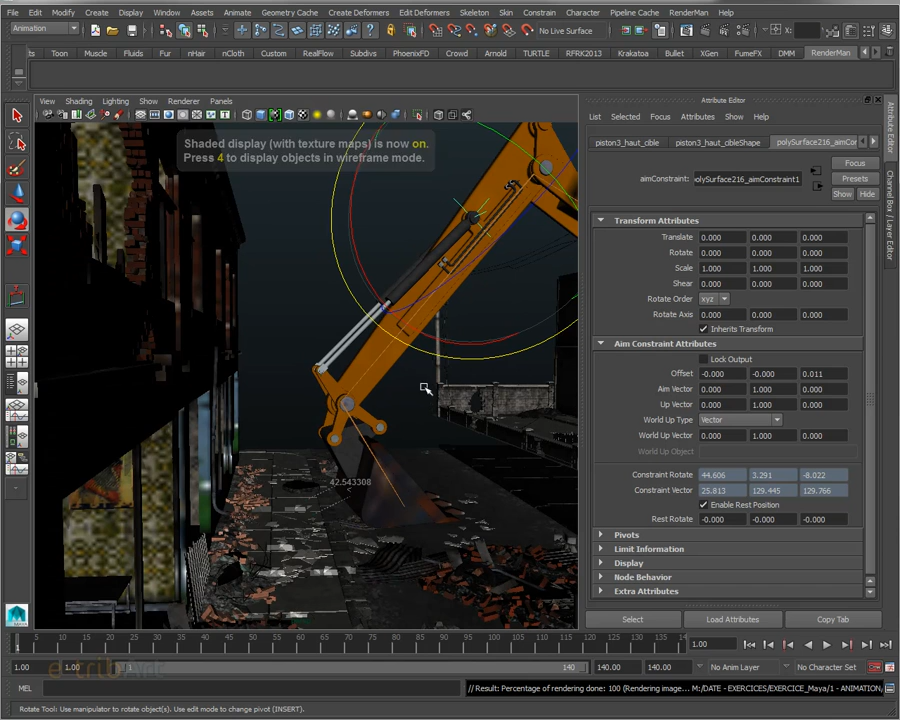 File Edit Modify Create Display Window Assets Animate Geometry Cache Create Deformers Edit Deformers Skeleton Skin Constrain Character Pipeline Cache RenderMan Help
Animation No Live Surface X: Y: Z:
ts Toon Muscle Fluids Fur nHair nCloth Custom RealFlow Subdivs PhoenixFD Crowd Arnold TURTLE RFRK2013 Krakatoa Bullet XGen FumeFX DMM RenderMan
View Shading Lighting Show Renderer Panels
Shaded display (with texture maps) is now on.
Press 4 to display objects in wireframe mode.
42.543308
Attribute Editor
List Selected Focus Attributes Show Help
piston3_haut_cible piston3_haut_cibleShape polySurface216_aimCor
aimConstraint: olySurface216_aimConstraint1
Focus
Presets
Show Hide
Transform Attributes
Translate 0.000 0.000 0.000
Rotate 0.000 0.000 0.000
Scale 1.000 1.000 1.000
Shear 0.000 0.000 0.000
Rotate Order xyz
Rotate Axis 0.000 0.000 0.000
Inherits Transform
Aim Constraint Attributes
Lock Output
Offset -0.000 -0.000 0.011
Aim Vector 0.000 1.000 0.000
Up Vector 0.000 1.000 0.000
World Up Type Vector
World Up Vector 0.000 1.000 0.000
World Up Object
Constraint Rotate 44.606 3.291 -8.022
Constraint Vector 25.813 129.445 129.766
Enable Rest Position
Rest Rotate -0.000 -0.000 -0.000
Pivots
Limit Information
Display
Node Behavior
Extra Attributes
Select Load Attributes Copy Tab
Attribute Editor
Channel Box / Layer Editor
5 10 15 20 25 30 35 40 45 50 55 60 65 70 75 80 85 90 95 100 105 110 115 120 125 130 135 14
1.00
1.00 1.00 1 140 140.00 140.00 No Anim Layer No Character Set
MEL // Result: Percentage of rendering done: 100 (Rendering image... M:/DATE - EXERCICES/EXERCICE_Maya/1 - ANIMATION/
Rotate Tool: Use manipulator to rotate object(s). Use edit mode to change pivot (INSERT).